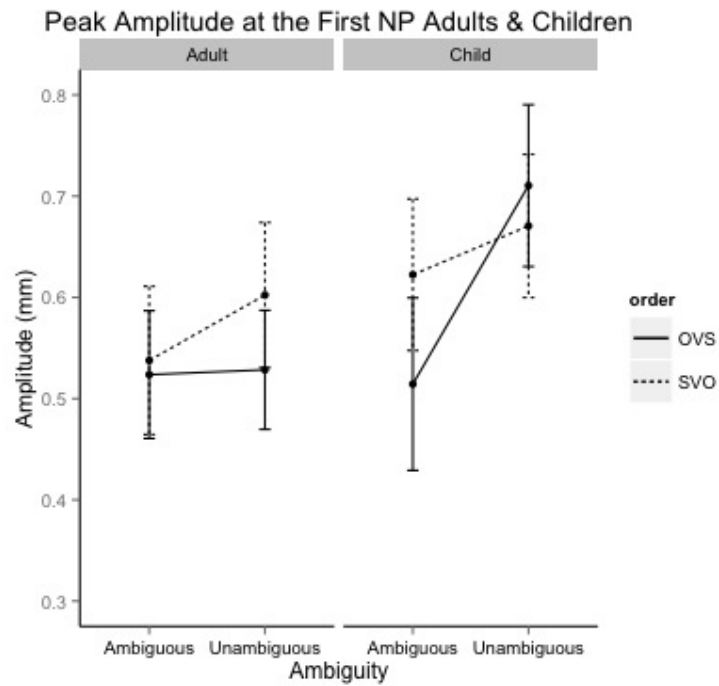 Peak Amplitude at the First NP Adults & Children
Adult
Child
0.8
0.7
0.6
0.5
0.4
0.3
Amplitude (mm)
Ambiguous Unambiguous
Ambiguous Unambiguous
Ambiguity
order
OVS
SVO